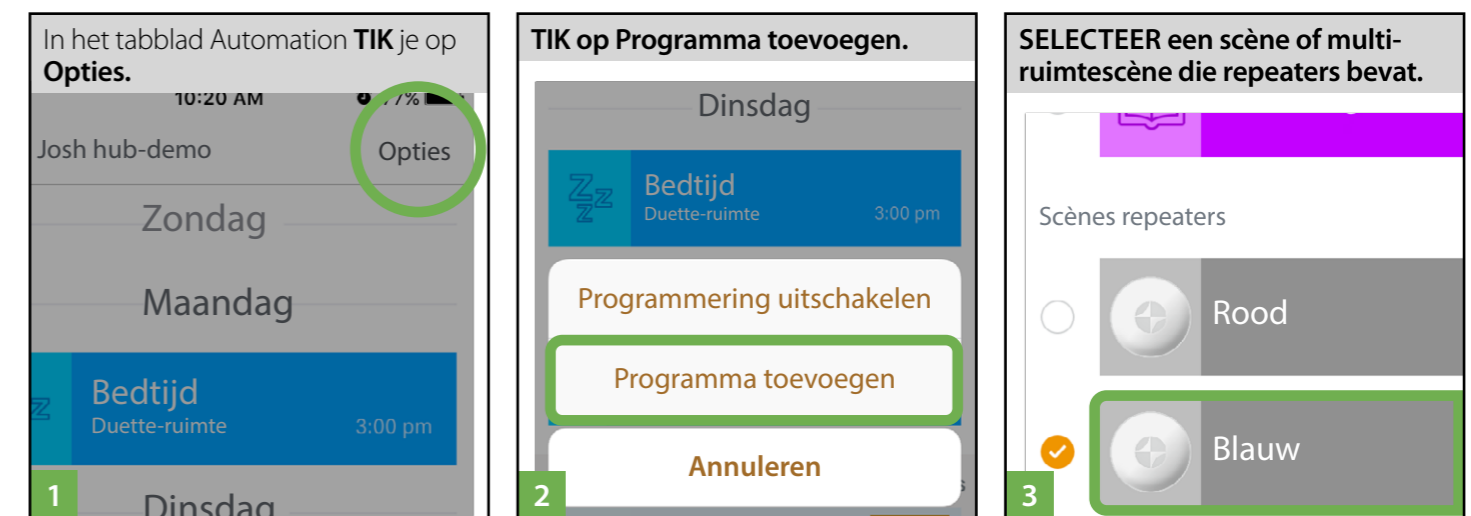 In het tabblad Automation TIK je op
Opties.
10:20 AM
77%
Josh hub-demo
Opties
Zondag
Maandag
Bedtijd
Duette-ruimte
3:00 pm
Dinsdag
1
TIK op Programma toevoegen.
Dinsdag
Zzz
Bedtijd
Duette-ruimte
3:00 pm
Programmering uitschakelen
Programma toevoegen
Annuleren
2
SELECTEER een scène of multi-
ruimtescène die repeaters bevat.
Scènes repeaters
Rood
Blauw
3